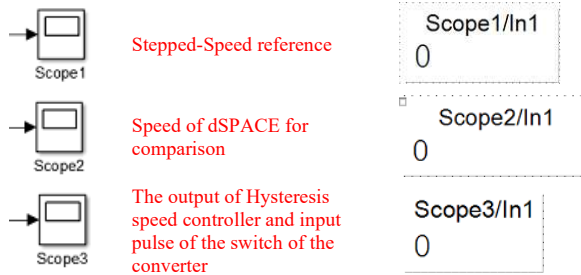 Scope1
Stepped-Speed reference
Scope1/In1
0
Scope2
Speed of dSPACE for
comparison
Scope2/In1
0
Scope3
The output of Hysteresis
speed controller and input
pulse of the switch of the
converter
Scope3/In1
0